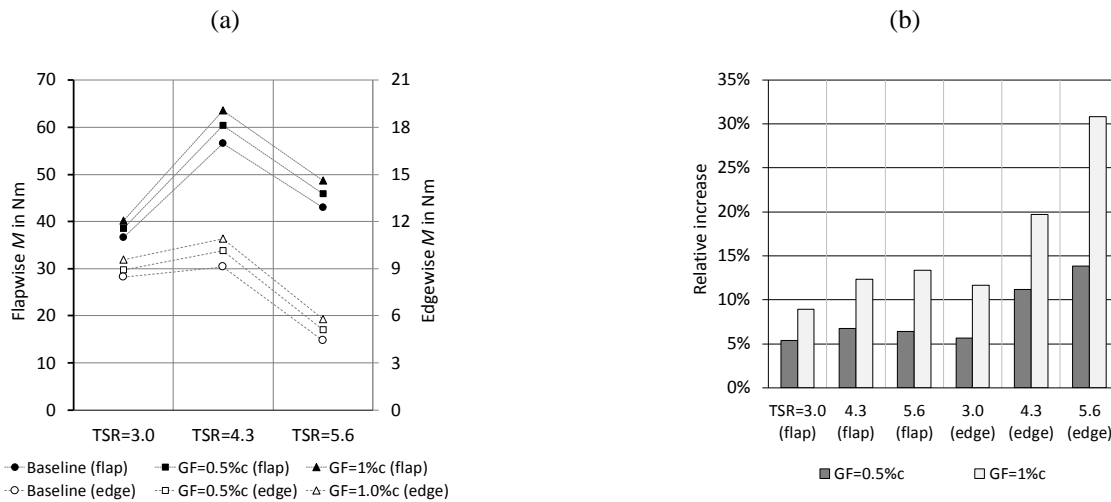 (a)
(b)
70
60
50
40
30
20
10
0
Flapwise M in Nm
21
18
15
12
9
6
3
0
Edgewise M in Nm
TSR=3.0 TSR=4.3 TSR=5.6
Baseline (flap) GF=0.5%c (flap) GF=1%c (flap)
Baseline (edge) GF=0.5%c (edge) GF=1.0%c (edge)
35%
30%
25%
20%
15%
10%
5%
0%
Relative increase
TSR=3.0 4.3 5.6 3.0 4.3 5.6
(flap) (flap) (flap) (edge) (edge) (edge)
GF=0.5%c GF=1%c